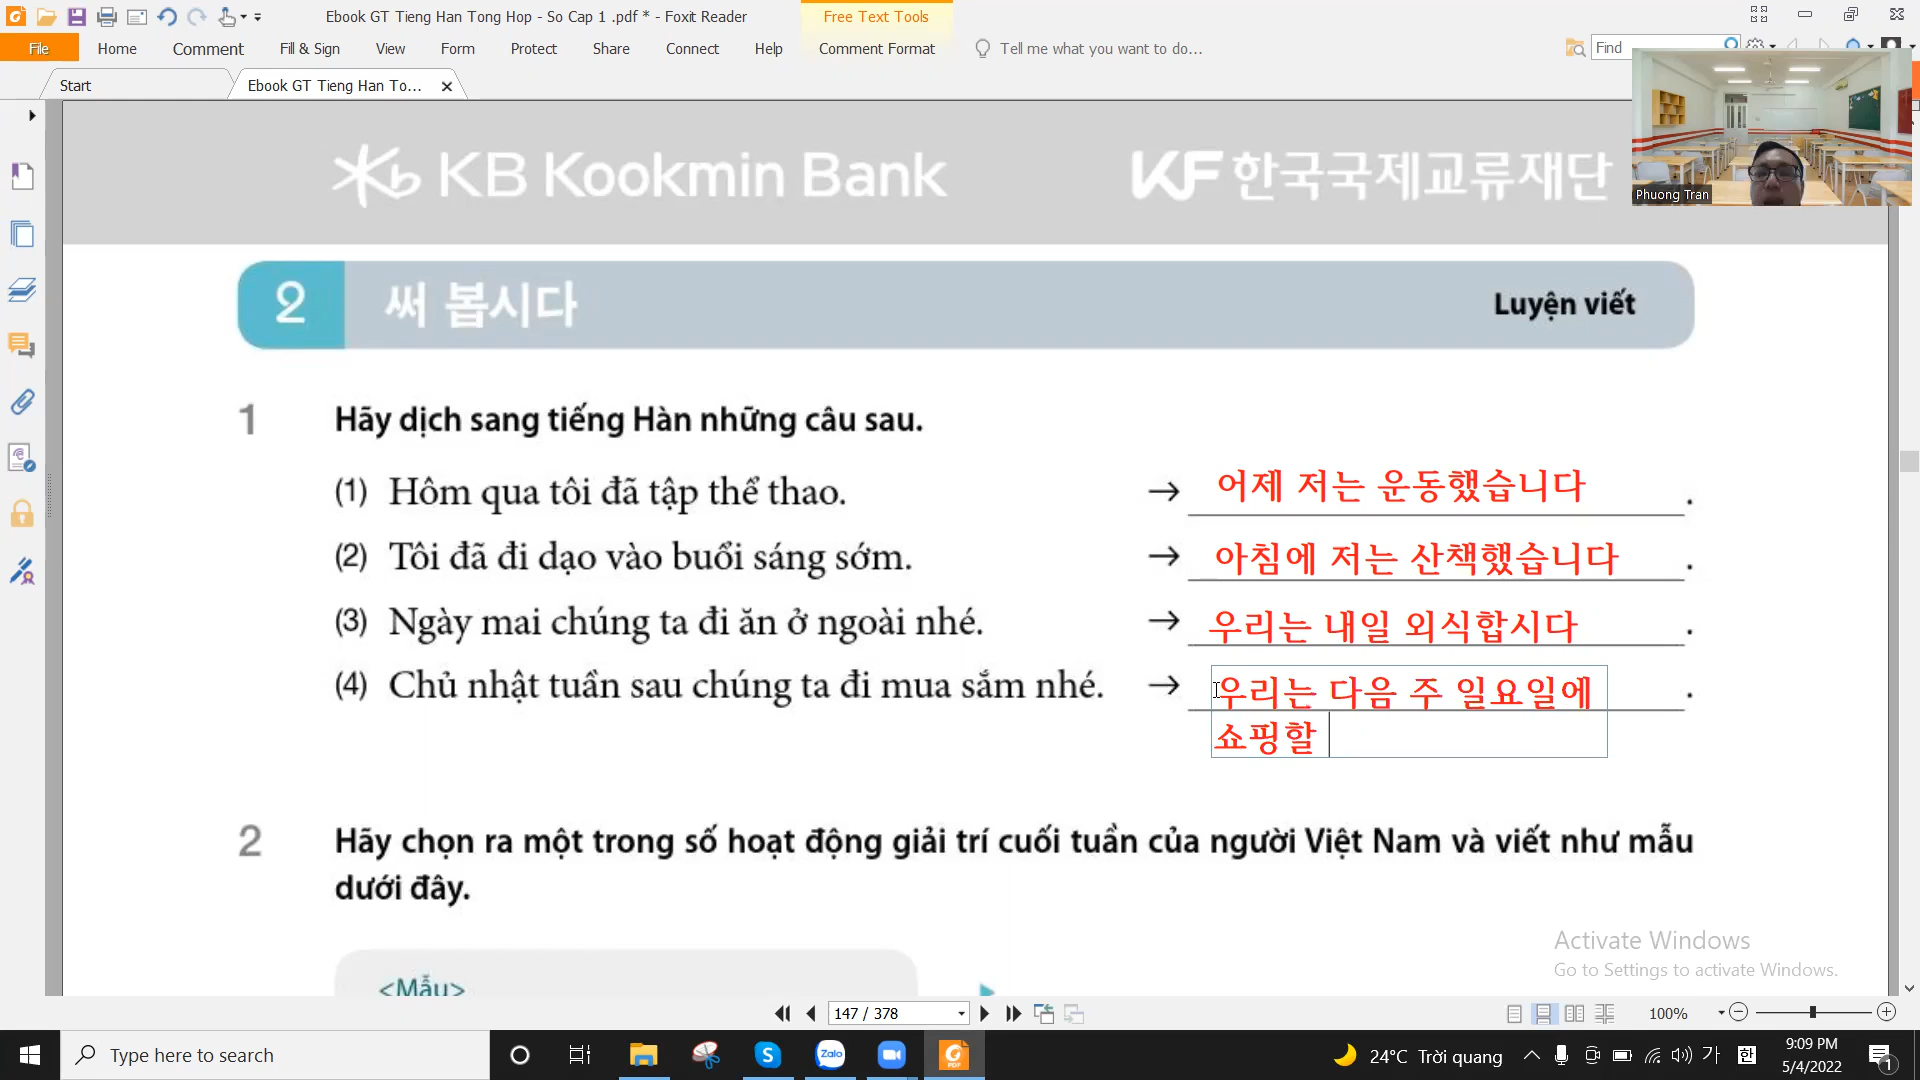 Ebook GT Tieng Han Tong Hop - So Cap 1 .pdf * - Foxit Reader
Free Text Tools
File Home Comment Fill & Sign View Form Protect Share Connect Help Comment Format Tell me what you want to do... Find
Start Ebook GT Tieng Han To...
KB Kookmin Bank KF 한국국제교류재단
Phuong Tran
2 써 봅시다 Luyện viết
1 Hãy dịch sang tiếng Hàn những câu sau.
(1) Hôm qua tôi đã tập thể thao. → 어제 저는 운동했습니다 .
(2) Tôi đã đi dạo vào buổi sáng sớm. → 아침에 저는 산책했습니다 .
(3) Ngày mai chúng ta đi ăn ở ngoài nhé. → 우리는 내일 외식합시다 .
(4) Chủ nhật tuần sau chúng ta đi mua sắm nhé. → 우리는 다음 주 일요일에 .
쇼핑할
2 Hãy chọn ra một trong số hoạt động giải trí cuối tuần của người Việt Nam và viết như mẫu
dưới đây.
Activate Windows
Go to Settings to activate Windows.
<Mẫu>
147 / 378 100%
Type here to search Zalo 24°C Trời quang 가 한 9:09 PM
5/4/2022 1